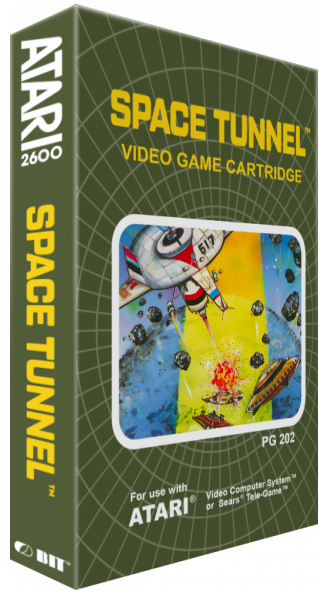 ATARI
2600
SPACE TUNNEL™
BIT™
SPACE TUNNEL™
VIDEO GAME CARTRIDGE
517
PG 202
For use with
ATARI®
Video Computer System™
or Sears® Tele-Game™